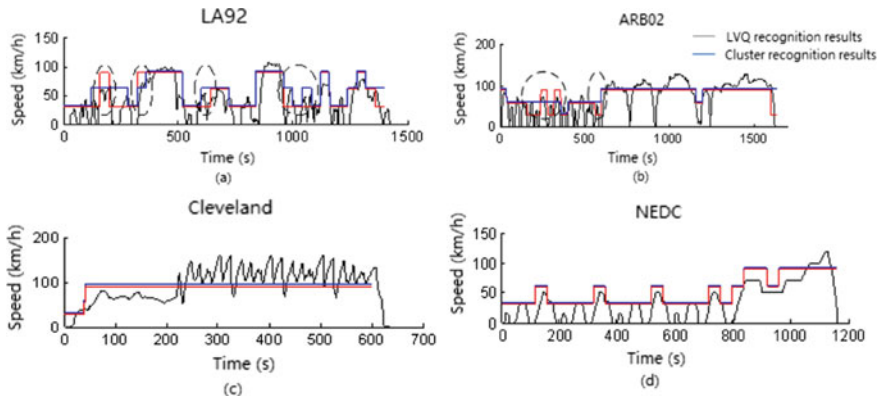 LA92
Speed (km/h)
150
100
50
0
0 500 1000 1500
Time (s)
(a)
ARB02
LVQ recognition results
Cluster recognition results
Speed (km/h)
200
100
0
0 500 1000 1500
Time (s)
(b)
Cleveland
Speed (km/h)
200
100
0
0 100 200 300 400 500 600 700
Time (s)
(c)
NEDC
Speed (km/h)
150
100
50
0
0 200 400 600 800 1000 1200
Time (s)
(d)